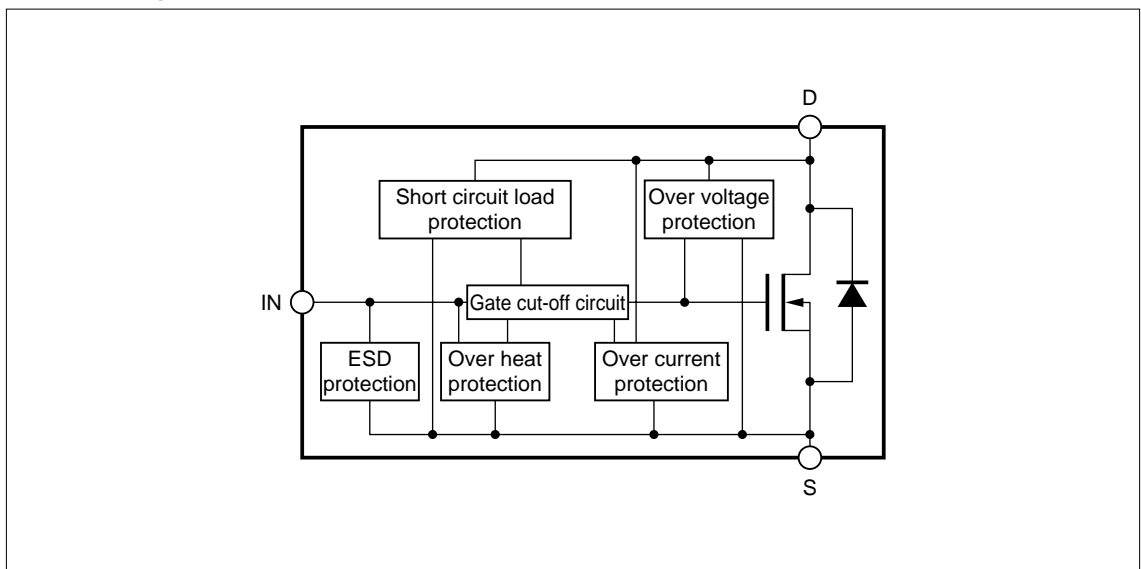 D
Short circuit load
protection
Over voltage
protection
IN
Gate cut-off circuit
ESD
protection
Over heat
protection
Over current
protection
S